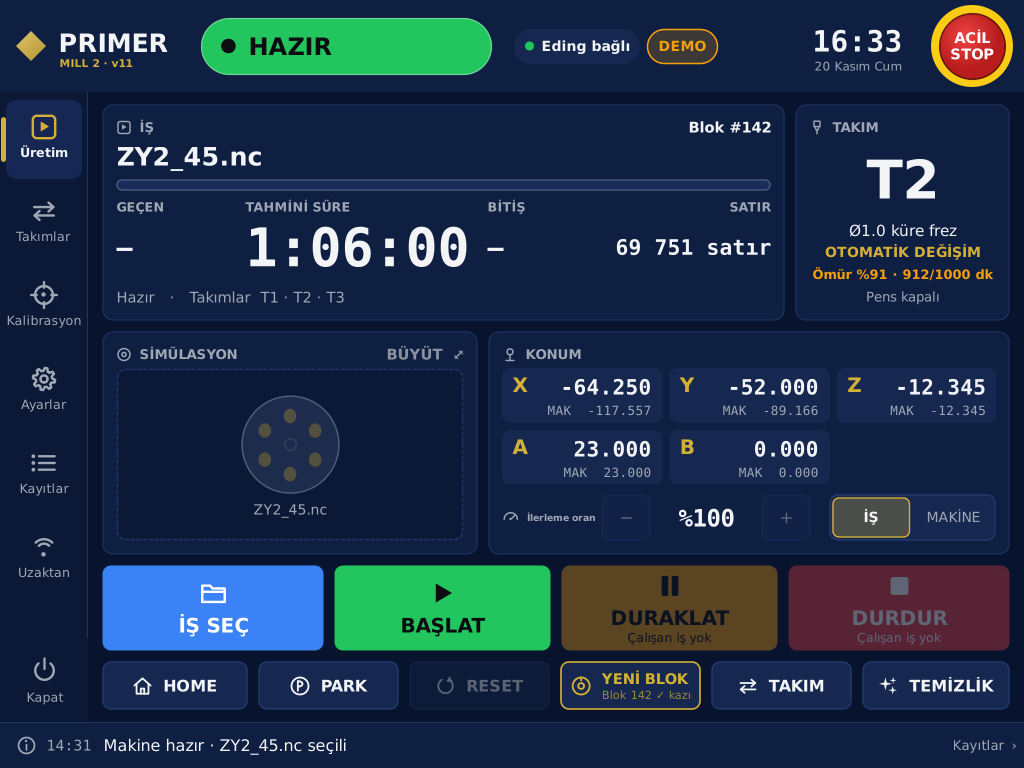 PRIMER
MILL 2 · v11
HAZIR
Eding bağlı
DEMO
16:33
20 Kasım Cum
ACİL
STOP
Üretim
Takımlar
Kalibrasyon
Ayarlar
Kayıtlar
Uzaktan
Kapat
İŞ
Blok #142
ZY2_45.nc
GEÇEN TAHMİNİ SÜRE BİTİŞ SATIR
— 1:06:00 — 69 751 satır
Hazır · Takımlar T1 · T2 · T3
TAKIM
T2
Ø1.0 küre frez
OTOMATİK DEĞİŞİM
Ömür %91 · 912/1000 dk
Pens kapalı
SİMÜLASYON BÜYÜT ⤢
ZY2_45.nc
KONUM
X -64.250
MAK -117.557
Y -52.000
MAK -89.166
Z -12.345
MAK -12.345
A 23.000
MAK 23.000
B 0.000
MAK 0.000
İlerleme oranı − %100 +
İŞ MAKİNE
İŞ SEÇ
BAŞLAT
DURAKLAT
Çalışan iş yok
DURDUR
Çalışan iş yok
HOME
PARK
RESET
YENİ BLOK
Blok 142 ✓ kazı
TAKIM
TEMİZLİK
14:31 Makine hazır · ZY2_45.nc seçili
Kayıtlar ›